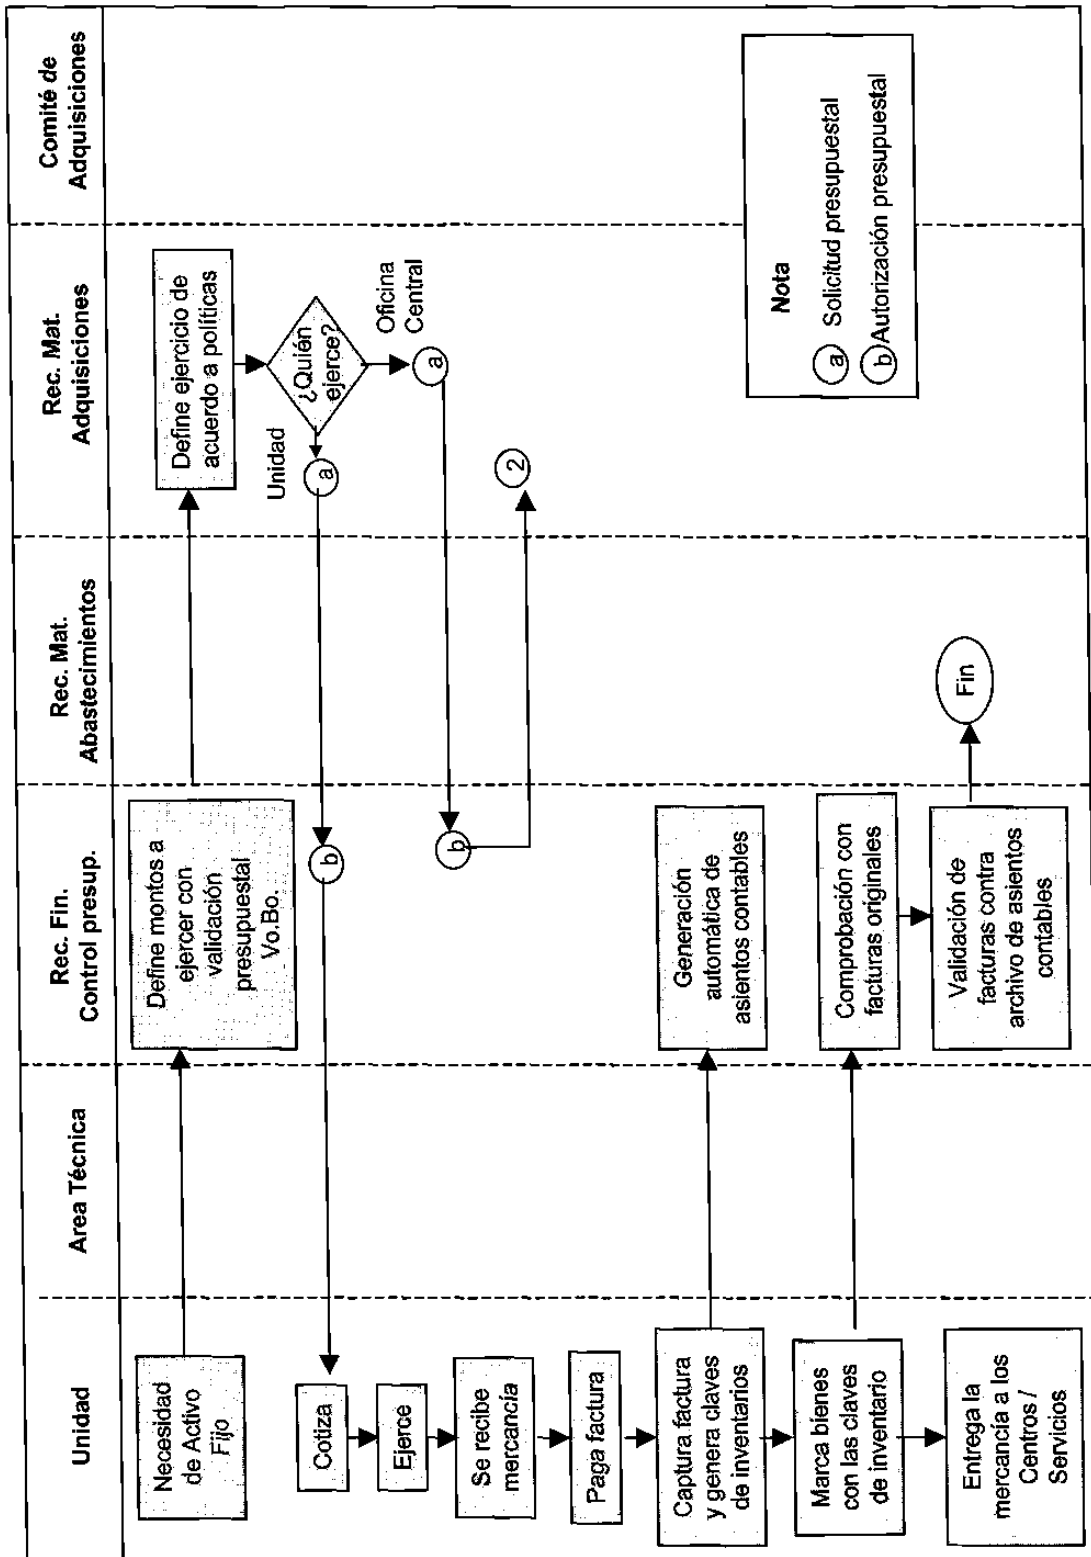 Unidad
Area Técnica
Rec. Fin.
Control presup.
Rec. Mat.
Abastecimientos
Rec. Mat.
Adquisiciones
Comité de
Adquisiciones
Necesidad
de Activo
Fijo
Define montos a
ejercer con
validación
presupuestal
Vo.Bo.
Define ejercicio de
acuerdo a políticas
¿Quién
ejerce?
Unidad
a
Oficina
Central
a
b
b
2
Cotiza
Ejerce
Se recibe
mercancía
Paga factura
Captura factura
y genera claves
de inventarios
Generación
automática de
asientos contables
Marca bienes
con las claves
de inventario
Comprobación con
facturas originales
Entrega la
mercancía a los
Centros /
Servicios
Validación de
facturas contra
archivo de asientos
contables
Fin
Nota
a Solicitud presupuestal
b Autorización presupuestal